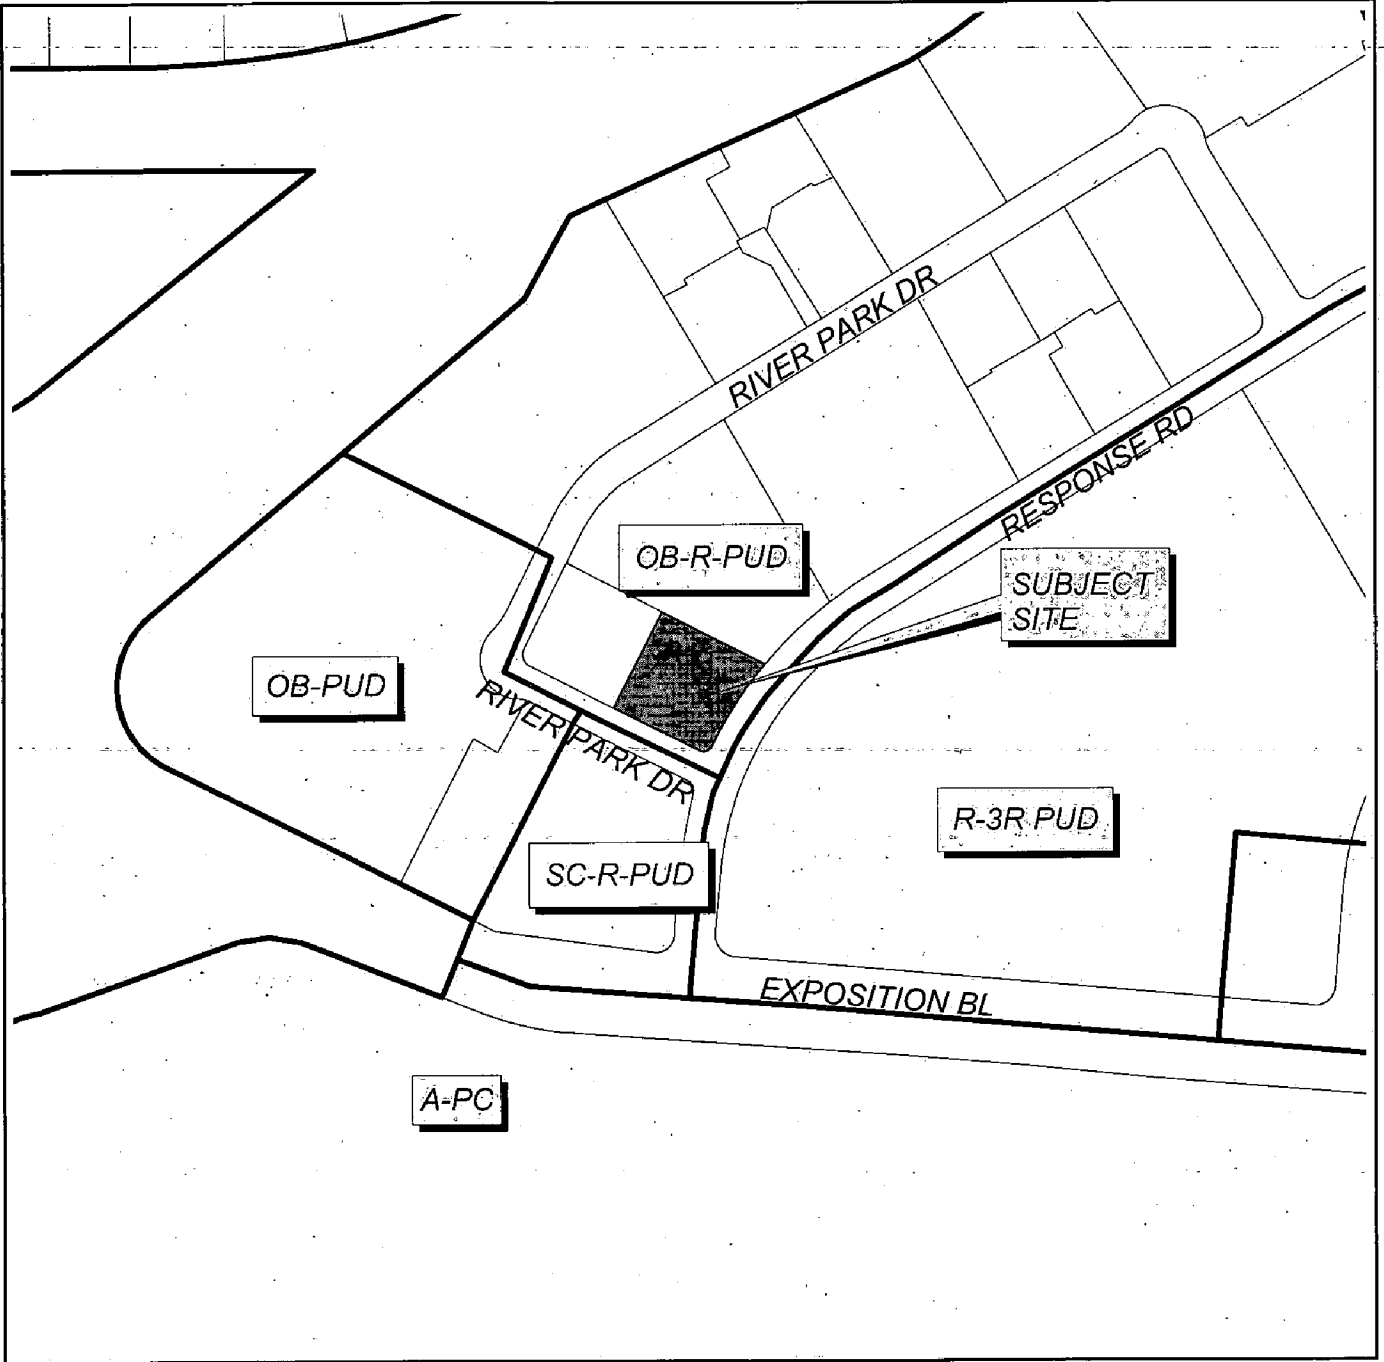 RIVER PARK DR
RESPONSE RD
OB-R-PUD
SUBJECT
SITE
OB-PUD
RIVER PARK DR
R-3R PUD
SC-R-PUD
EXPOSITION BL
A-PC